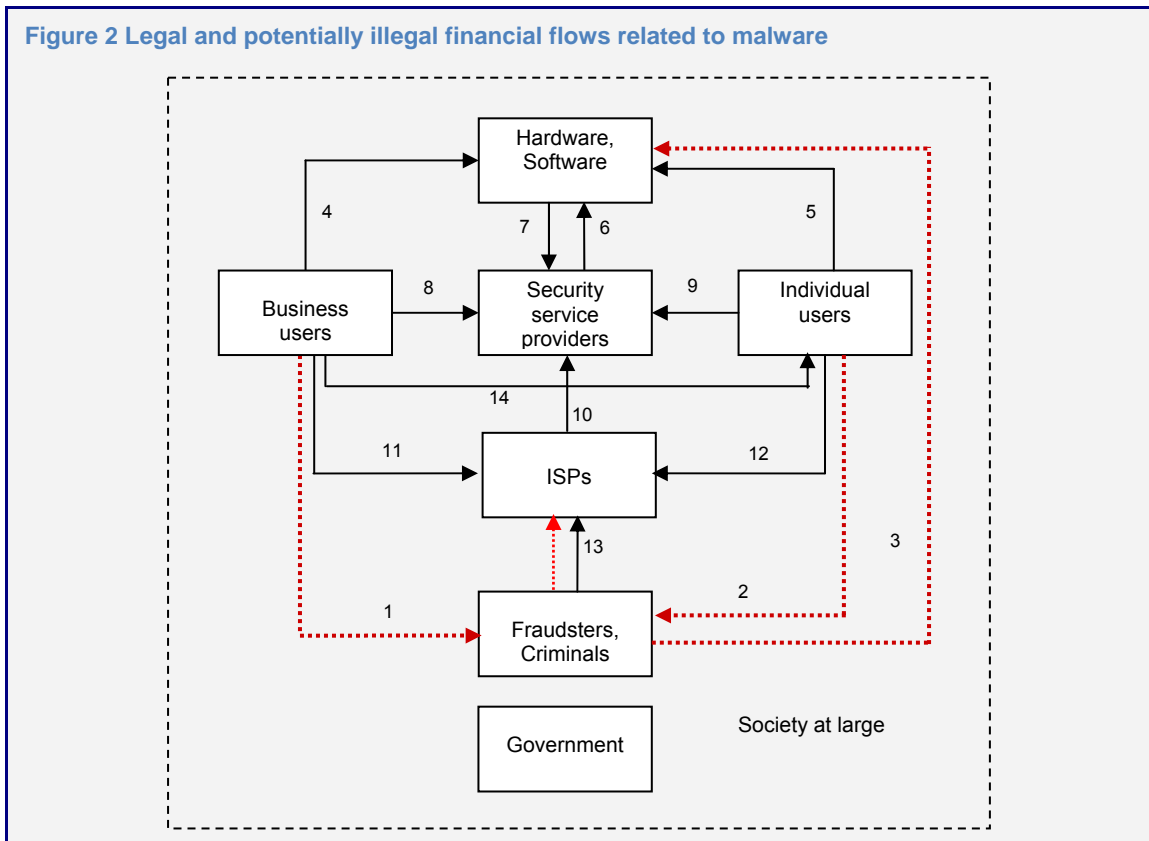 Figure 2 Legal and potentially illegal financial flows related to malware
Hardware,
Software
4
7
6
5
Business
users
8
Security
service
providers
9
Individual
users
14
10
11
ISPs
12
13
3
1
Fraudsters,
Criminals
2
Government
Society at large